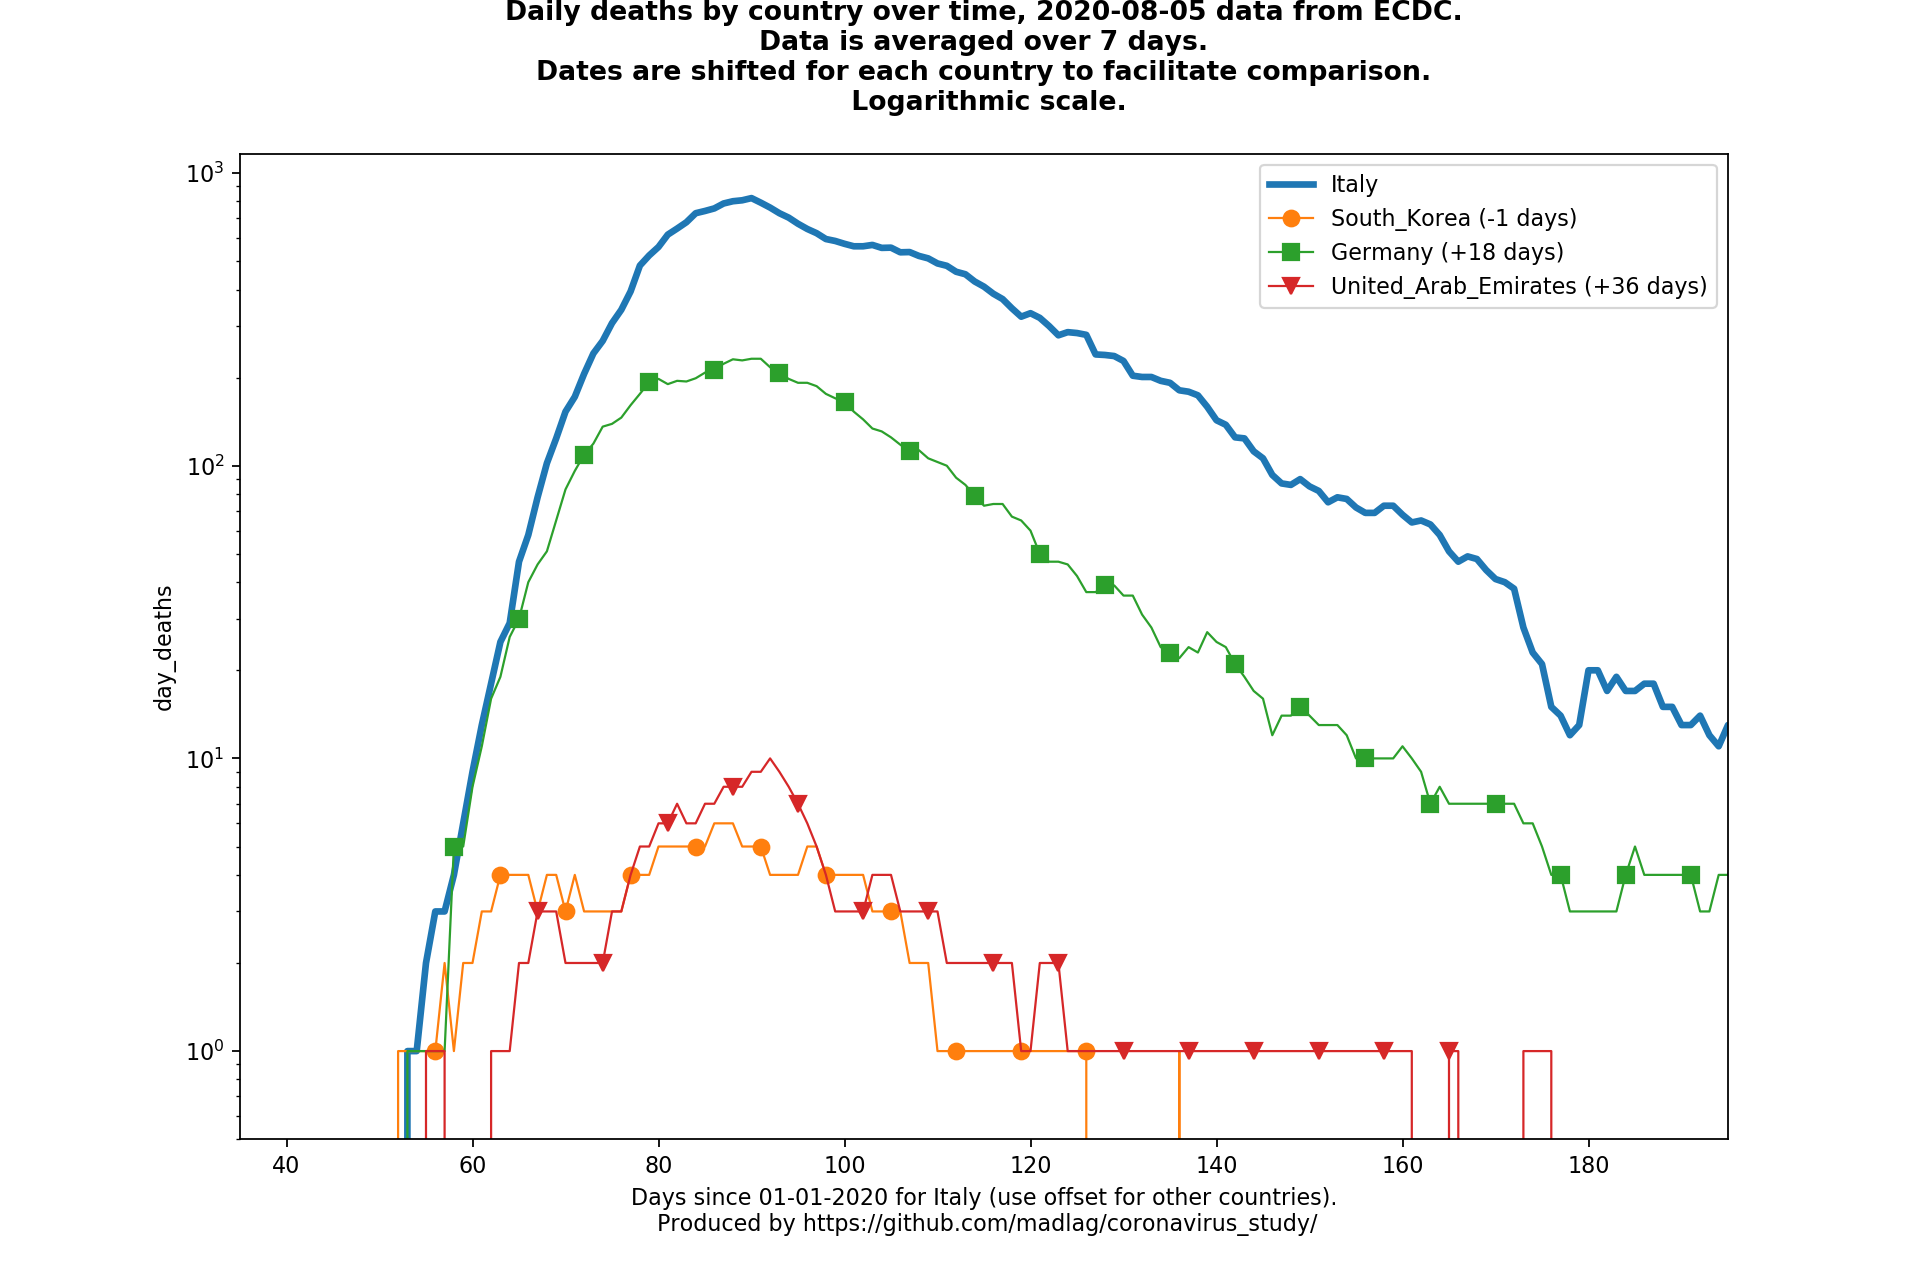 Daily deaths by country over time, 2020-08-05 data from ECDC.
Data is averaged over 7 days.
Dates are shifted for each country to facilitate comparison.
Logarithmic scale.
10³
10²
10¹
10⁰
day_deaths
Italy
South_Korea (-1 days)
Germany (+18 days)
United_Arab_Emirates (+36 days)
40 60 80 100 120 140 160 180
Days since 01-01-2020 for Italy (use offset for other countries).
Produced by https://github.com/madlag/coronavirus_study/